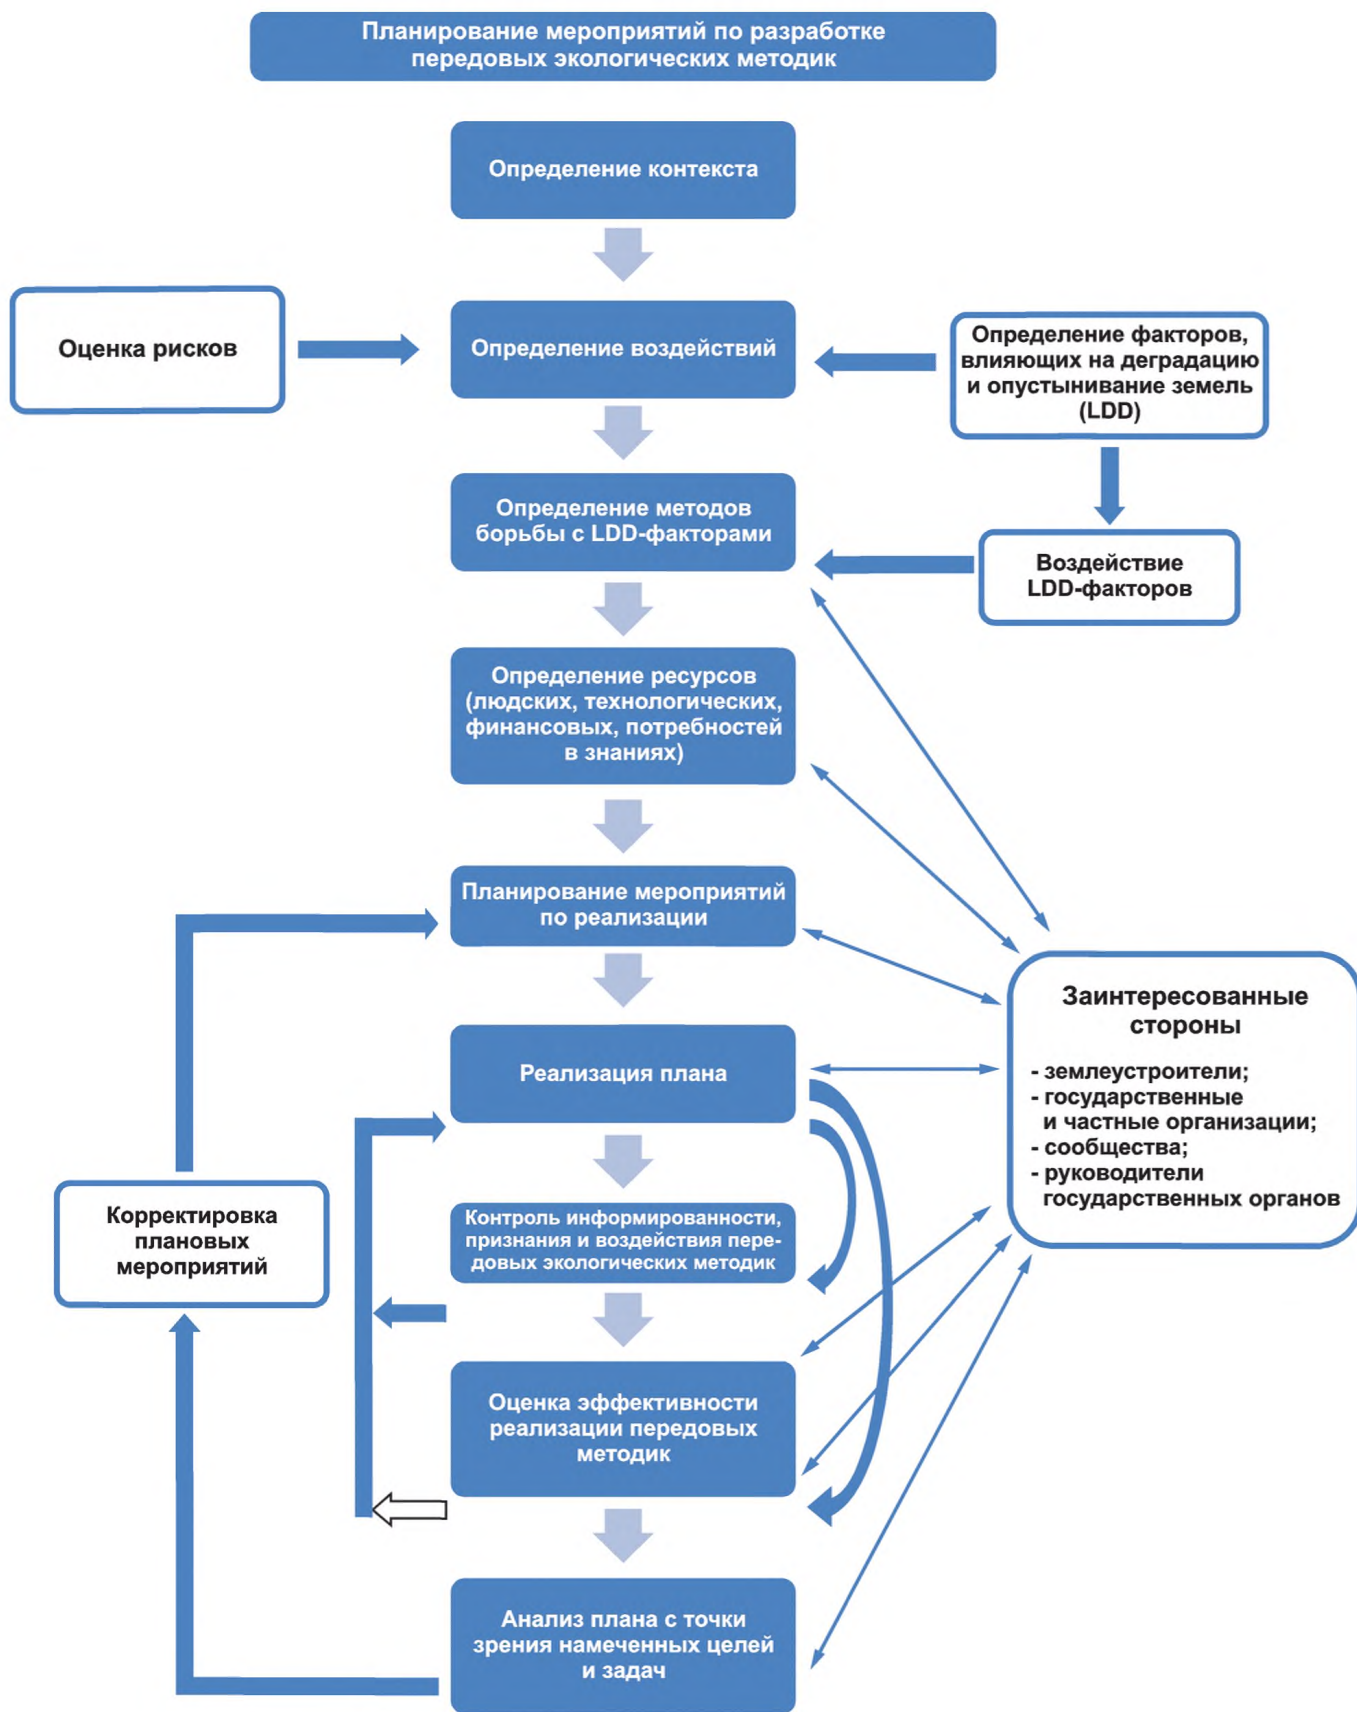 Планирование мероприятий по разработке
передовых экологических методик
Определение контекста
Оценка рисков
Определение воздействий
Определение факторов,
влияющих на деградацию
и опустынивание земель
(LDD)
Определение методов
борьбы с LDD-факторами
Воздействие
LDD-факторов
Определение ресурсов
(людских, технологических,
финансовых, потребностей
в знаниях)
Планирование мероприятий
по реализации
Заинтересованные
стороны
- землеустроители;
- государственные
и частные организации;
- сообщества;
- руководители
государственных органов
Реализация плана
Корректировка
плановых
мероприятий
Контроль информированности,
признания и воздействия пере-
довых экологических методик
Оценка эффективности
реализации передовых
методик
Анализ плана с точки
зрения намеченных целей
и задач